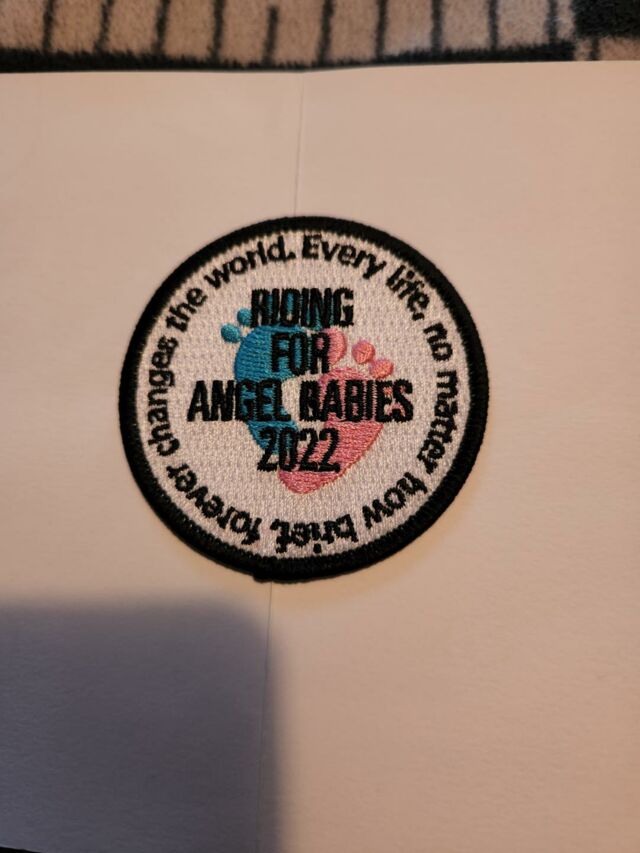 Every life, no matter how brief, forever changes the world.
RIDING
FOR
ANGEL BABIES
2022